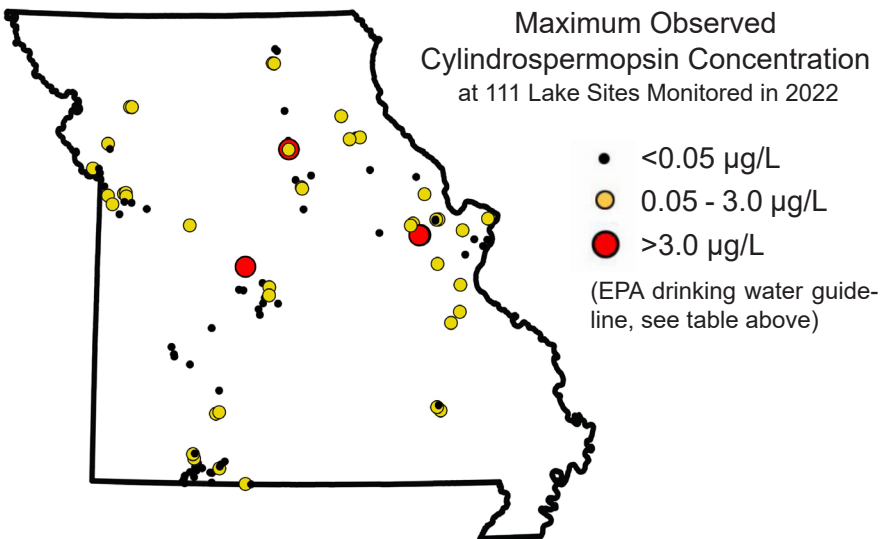 Maximum Observed
Cylindrospermopsin Concentration
at 111 Lake Sites Monitored in 2022
<0.05 µg/L
0.05 - 3.0 µg/L
>3.0 µg/L
(EPA drinking water guide-
line, see table above)